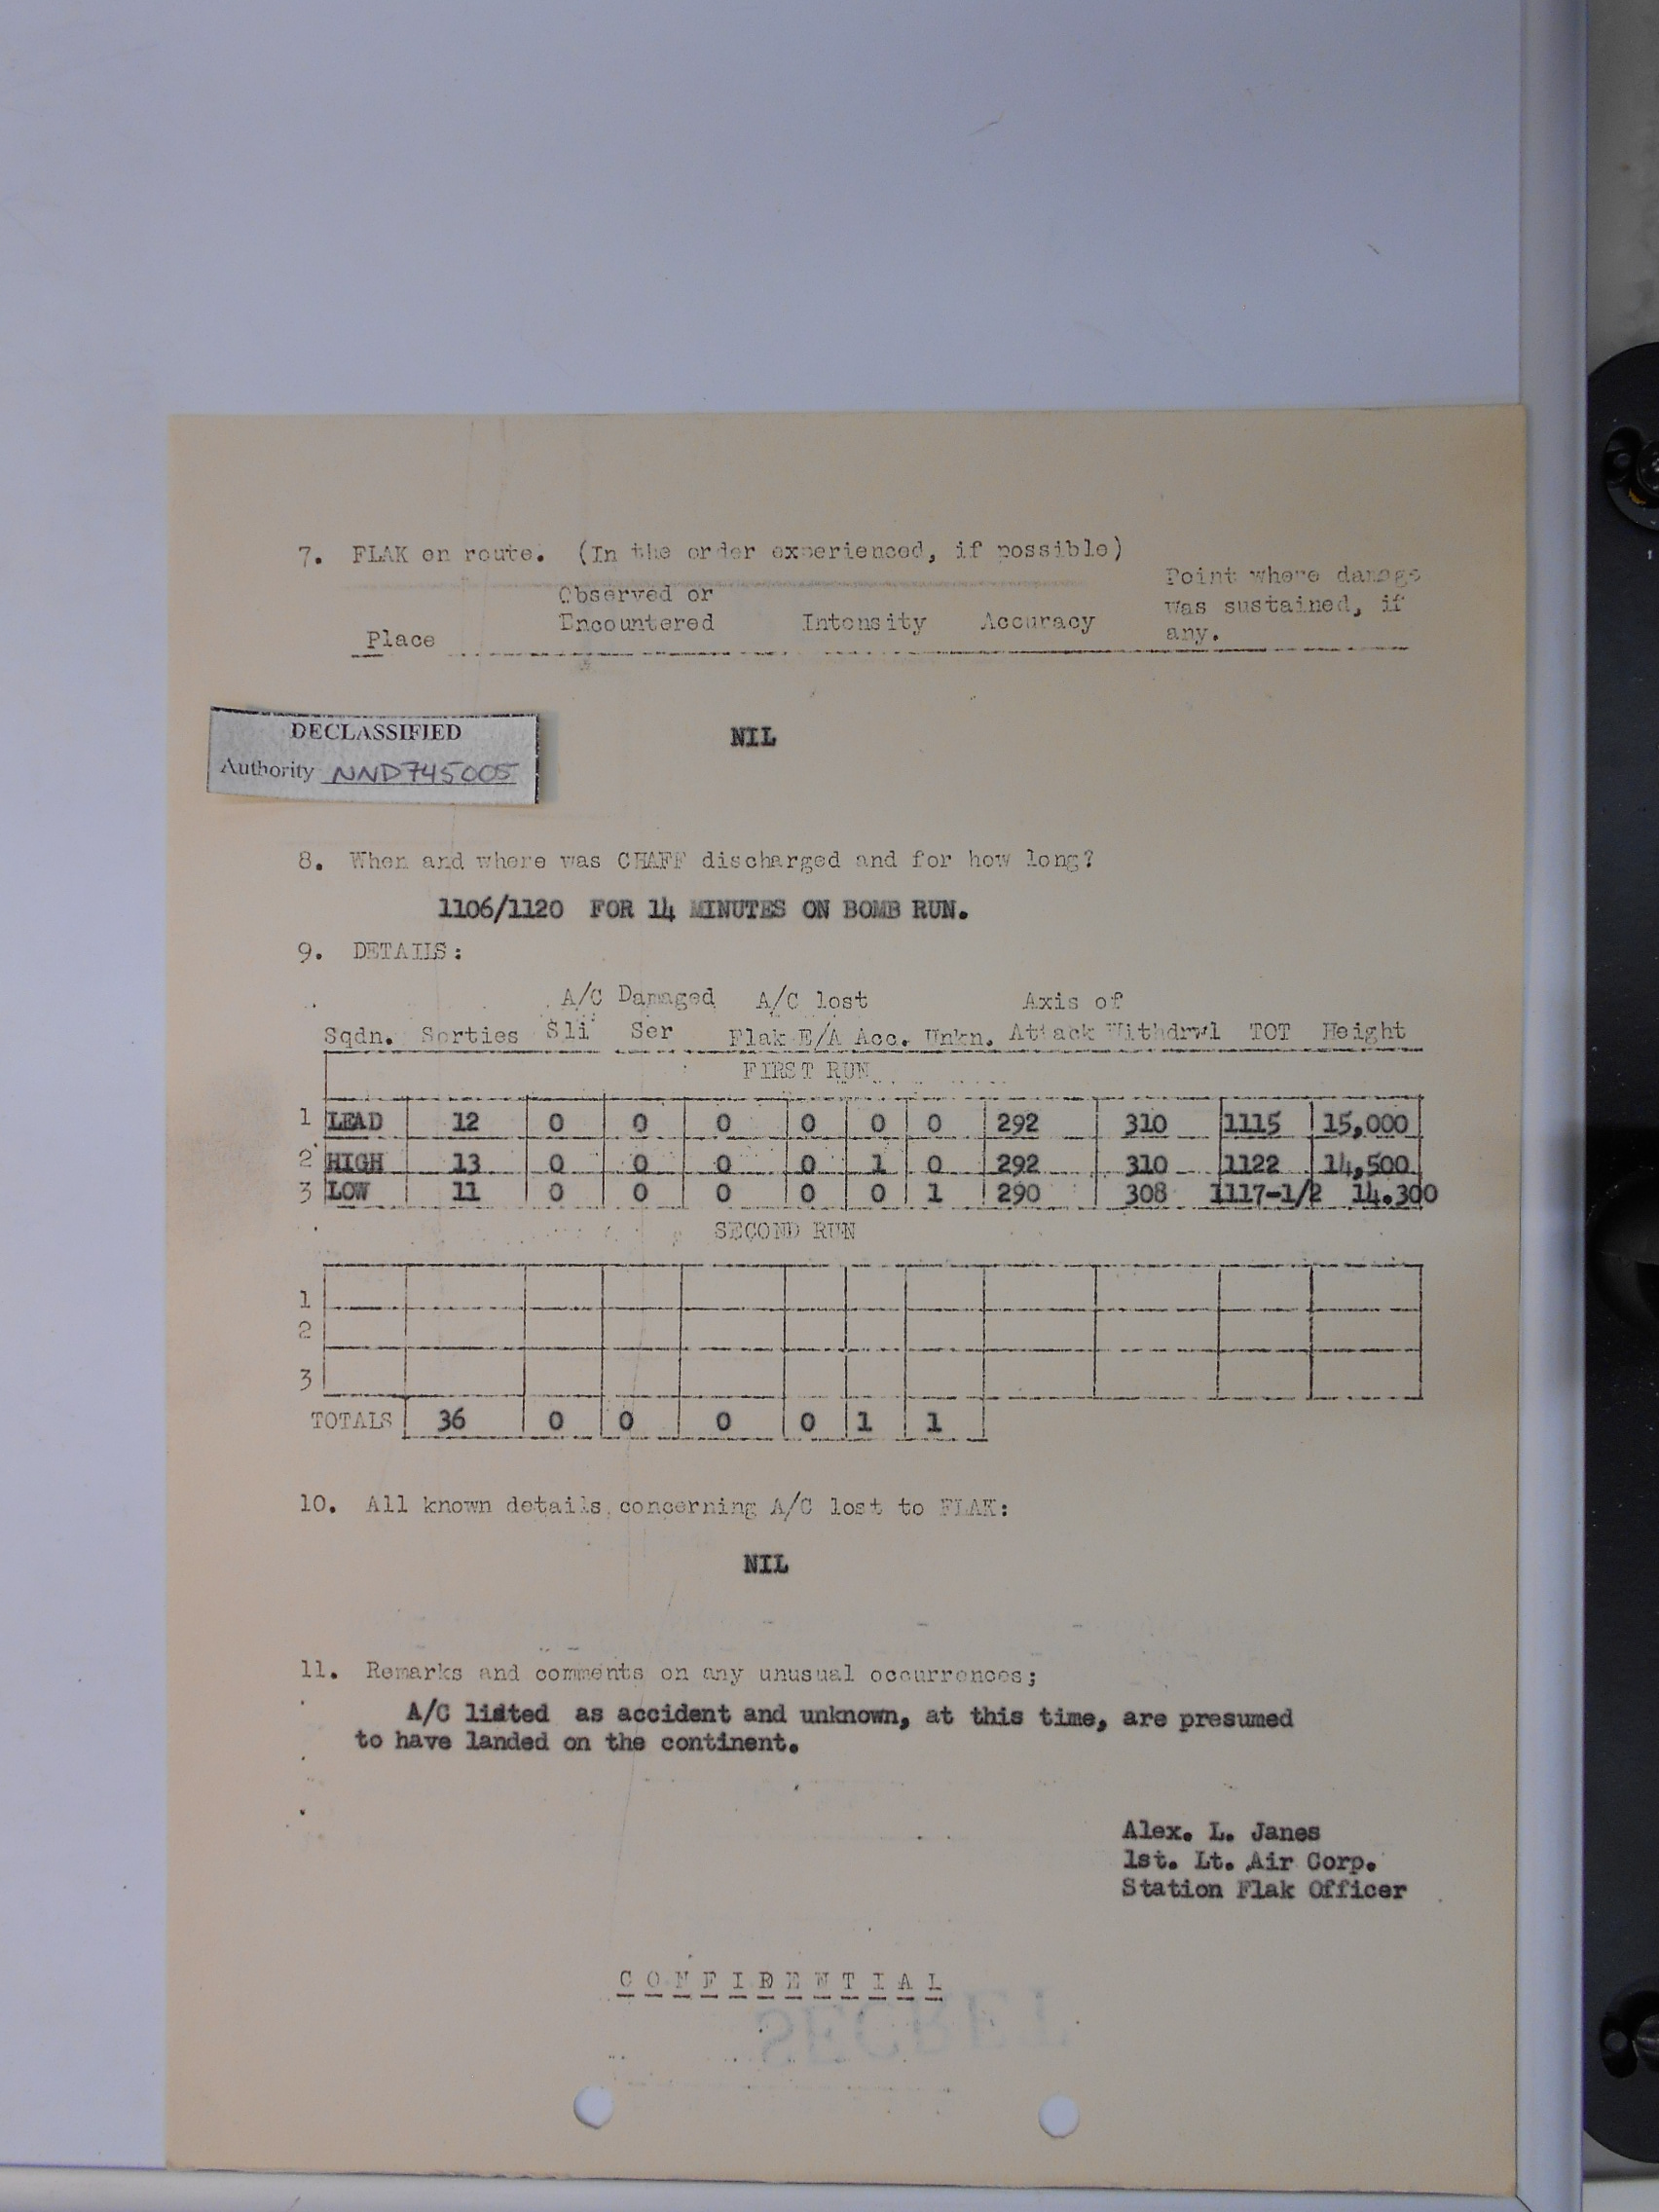 7. FLAK en route. (In the order experienced, if possible)
Place Observed or Encountered Intensity Accuracy Point where damage was sustained, if any.
DECLASSIFIED
Authority NND745005
NIL
8. When and where was CHAFF discharged and for how long?
1106/1120 FOR 14 MINUTES ON BOMB RUN.
9. DETAILS:
A/C Damaged A/C lost Axis of
Sqdn. Sorties Sli Ser Flak E/A Acc. Unkn. Attack Withdrwl TOT Height
FIRST RUN
1 LEAD 12 0 0 0 0 0 0 292 310 1115 15,000
2 HIGH 13 0 0 0 0 1 0 292 310 1122 14,500
3 LOW 11 0 0 0 0 0 1 290 308 1117-1/2 14.300
SECOND RUN
1
2
3
TOTALS 36 0 0 0 0 1 1
10. All known details concerning A/C lost to FLAK:
NIL
11. Remarks and comments on any unusual occurrences;
A/C listed as accident and unknown, at this time, are presumed
to have landed on the continent.
Alex. L. Janes
1st. Lt. Air Corp.
Station Flak Officer
CONFIDENTIAL
SECRET